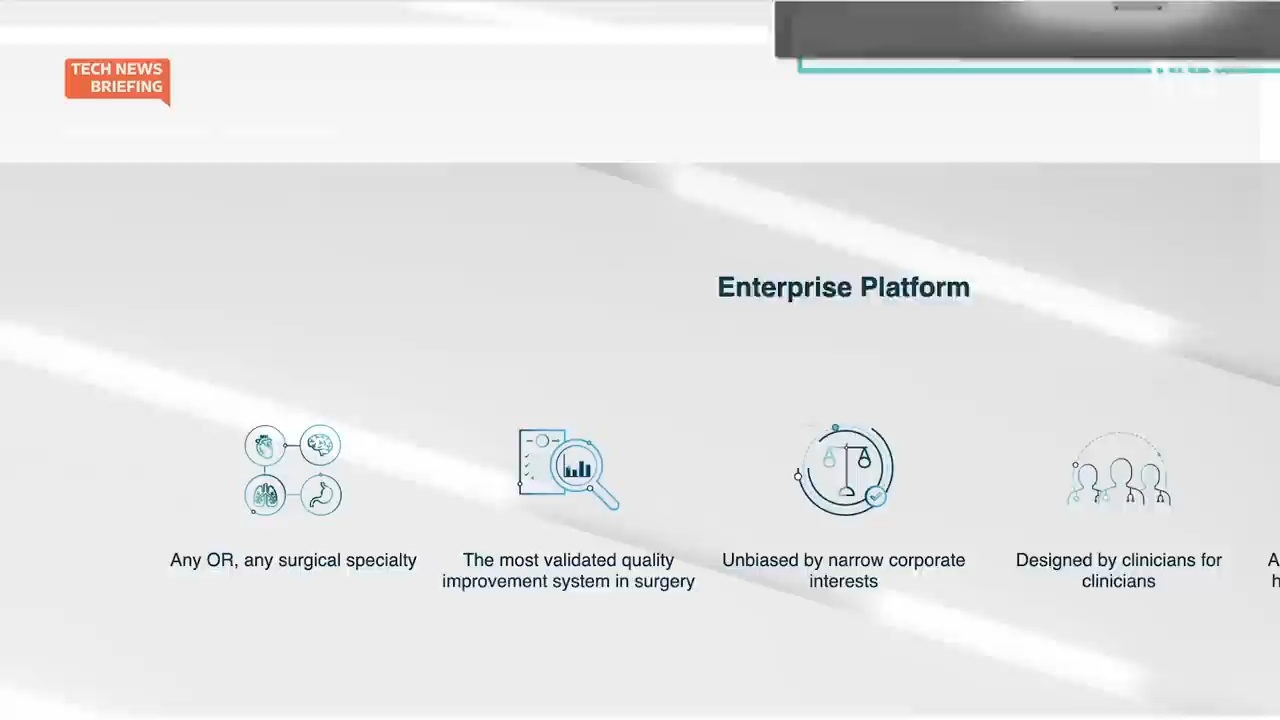 TECH NEWS
BRIEFING
Enterprise Platform
Any OR, any surgical specialty
The most validated quality
improvement system in surgery
Unbiased by narrow corporate
interests
Designed by clinicians for
clinicians